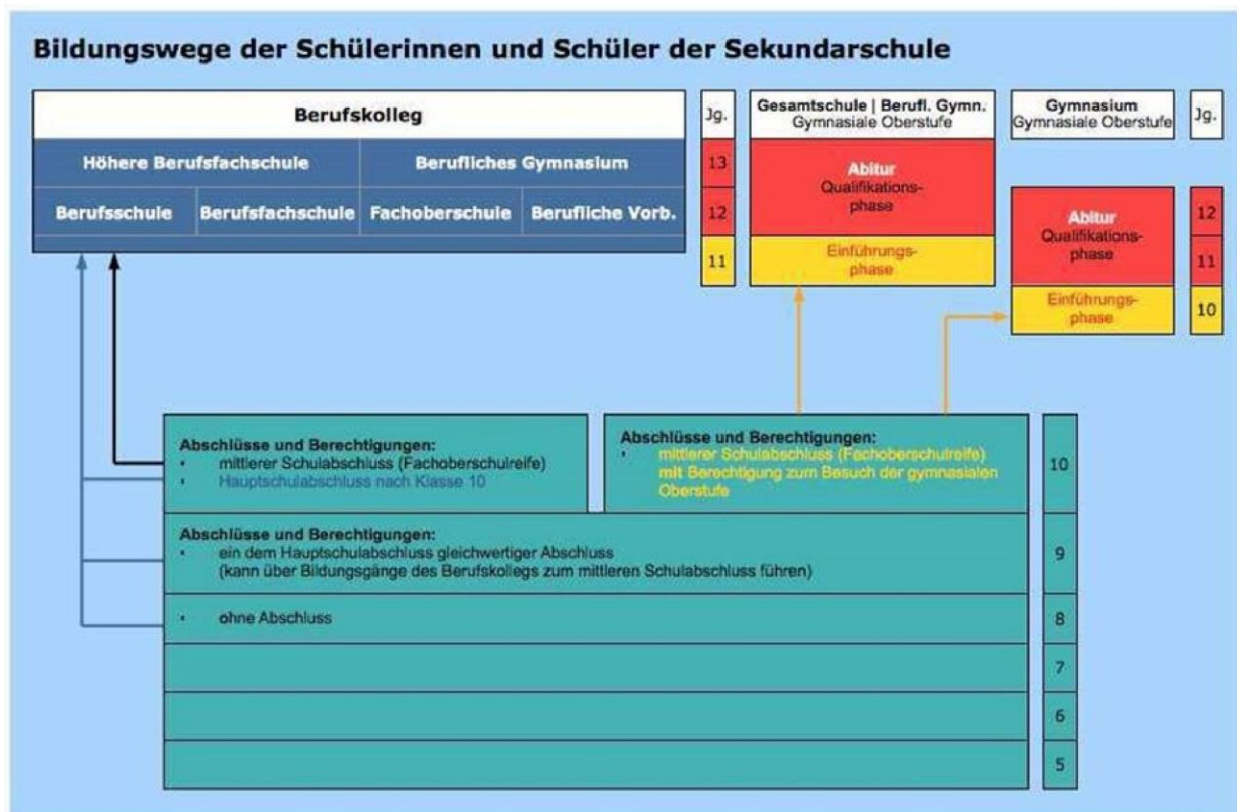 Bildungswege der Schülerinnen und Schüler der Sekundarschule
Berufskolleg
Jg.
Gesamtschule | Berufl. Gymn.
Gymnasiale Oberstufe
Gymnasium
Gymnasiale Oberstufe
Jg.
Höhere Berufsfachschule
Berufliches Gymnasium
13
Abitur
Qualifikations-
phase
Berufsschule
Berufsfachschule
Fachoberschule
Berufliche Vorb.
12
Abitur
Qualifikations-
phase
12
11
Einführungs-
phase
11
Einführungs-
phase
10
Abschlüsse und Berechtigungen:
· mittlerer Schulabschluss (Fachoberschulreife)
· Hauptschulabschluss nach Klasse 10
Abschlüsse und Berechtigungen:
· mittlerer Schulabschluss (Fachoberschulreife)
mit Berechtigung zum Besuch der gymnasialen
Oberstufe
10
Abschlüsse und Berechtigungen:
· ein dem Hauptschulabschluss gleichwertiger Abschluss
(kann über Bildungsgänge des Berufskollegs zum mittleren Schulabschluss führen)
9
· ohne Abschluss
8
7
6
5